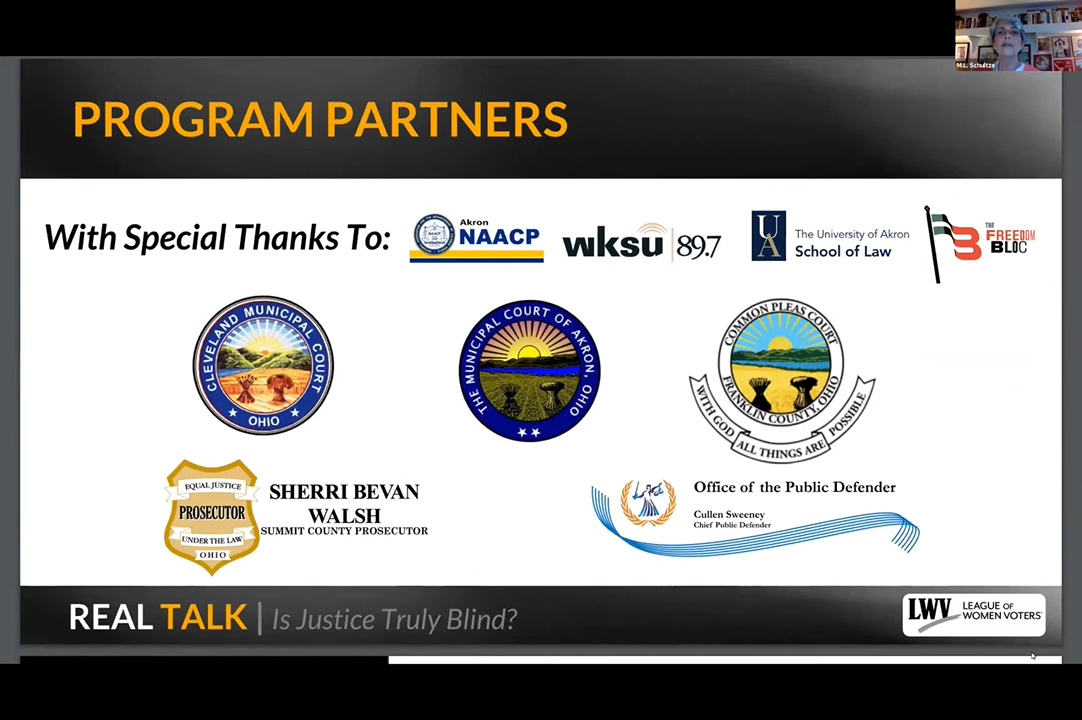 M.L. Schultze
PROGRAM PARTNERS
With Special Thanks To:
Akron
NAACP
wksu 89.7
UA
The University of Akron
School of Law
THE
FREEDOM
BLOC
CLEVELAND MUNICIPAL COURT
OHIO
THE MUNICIPAL COURT OF AKRON, OHIO
COMMON PLEAS COURT
FRANKLIN COUNTY, OHIO
WITH GOD ALL THINGS ARE POSSIBLE
EQUAL JUSTICE
PROSECUTOR
UNDER THE LAW
OHIO
SHERRI BEVAN
WALSH
SUMMIT COUNTY PROSECUTOR
Office of the Public Defender
Cullen Sweeney
Chief Public Defender
REAL TALK | Is Justice Truly Blind?
LWV
LEAGUE OF
WOMEN VOTERS